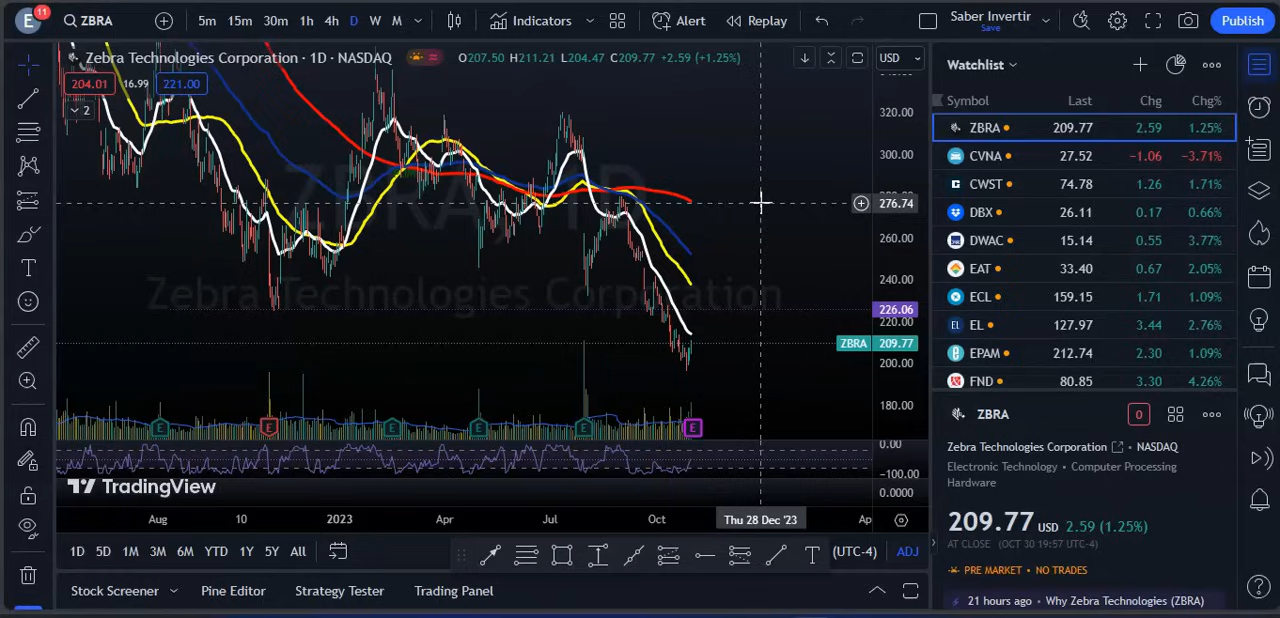 E 11 ZBRA 5m 15m 30m 1h 4h D W M Indicators Alert Replay Saber Invertir Save Publish
Zebra Technologies Corporation · 1D · NASDAQ O207.50 H211.21 L204.47 C209.77 +2.59 (+1.25%) USD
204.01 16.99 221.00
2
320.00
300.00
276.74
260.00
240.00
226.06
220.00
ZBRA 209.77
200.00
180.00
0.00
−100.00
0.0000
ZBRA, 1D
Zebra Technologies Corporation
E E E E E E
TradingView
Aug 10 2023 Apr Jul Oct Thu 28 Dec '23 Ap
1D 5D 1M 3M 6M YTD 1Y 5Y All T (UTC-4) ADJ
Stock Screener Pine Editor Strategy Tester Trading Panel
Watchlist
Symbol Last Chg Chg%
ZBRA 209.77 2.59 1.25%
CVNA 27.52 −1.06 −3.71%
CWST 74.78 1.26 1.71%
DBX 26.11 0.17 0.66%
DWAC 15.14 0.55 3.77%
EAT 33.40 0.67 2.05%
ECL 159.15 1.71 1.09%
EL EL 127.97 3.44 2.76%
EPAM 212.74 2.30 1.09%
FND 80.85 3.30 4.26%
ZBRA 0
Zebra Technologies Corporation • NASDAQ
Electronic Technology • Computer Processing
Hardware
209.77 USD 2.59 (1.25%)
AT CLOSE (OCT 30 19:57 UTC-4)
PRE MARKET • NO TRADES
21 hours ago • Why Zebra Technologies (ZBRA)